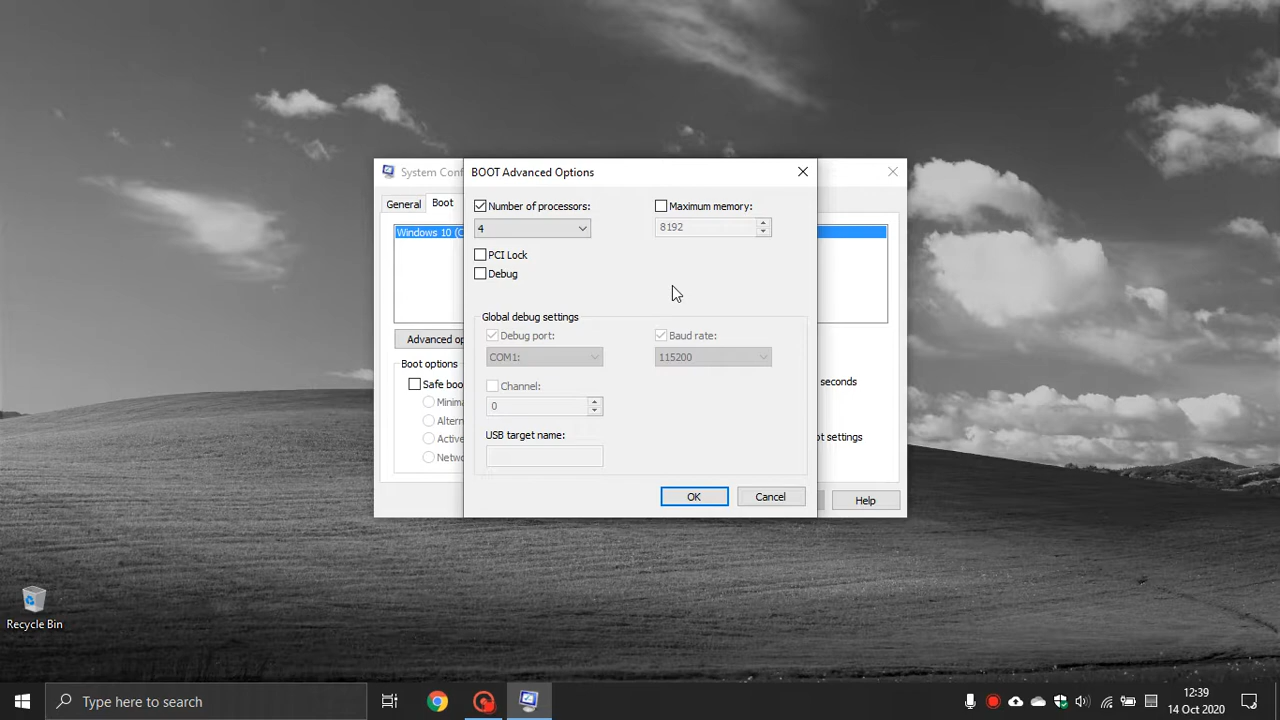 System Conf
BOOT Advanced Options
General
Boot
Windows 10 (C
Advanced op
Boot options
Safe boo
Minima
Altern
Active
Netwo
Number of processors:
4
Maximum memory:
8192
PCI Lock
Debug
Global debug settings
Debug port:
COM1:
Baud rate:
115200
Channel:
0
USB target name:
OK
Cancel
seconds
ot settings
Help
Recycle Bin
Type here to search
12:39
14 Oct 2020